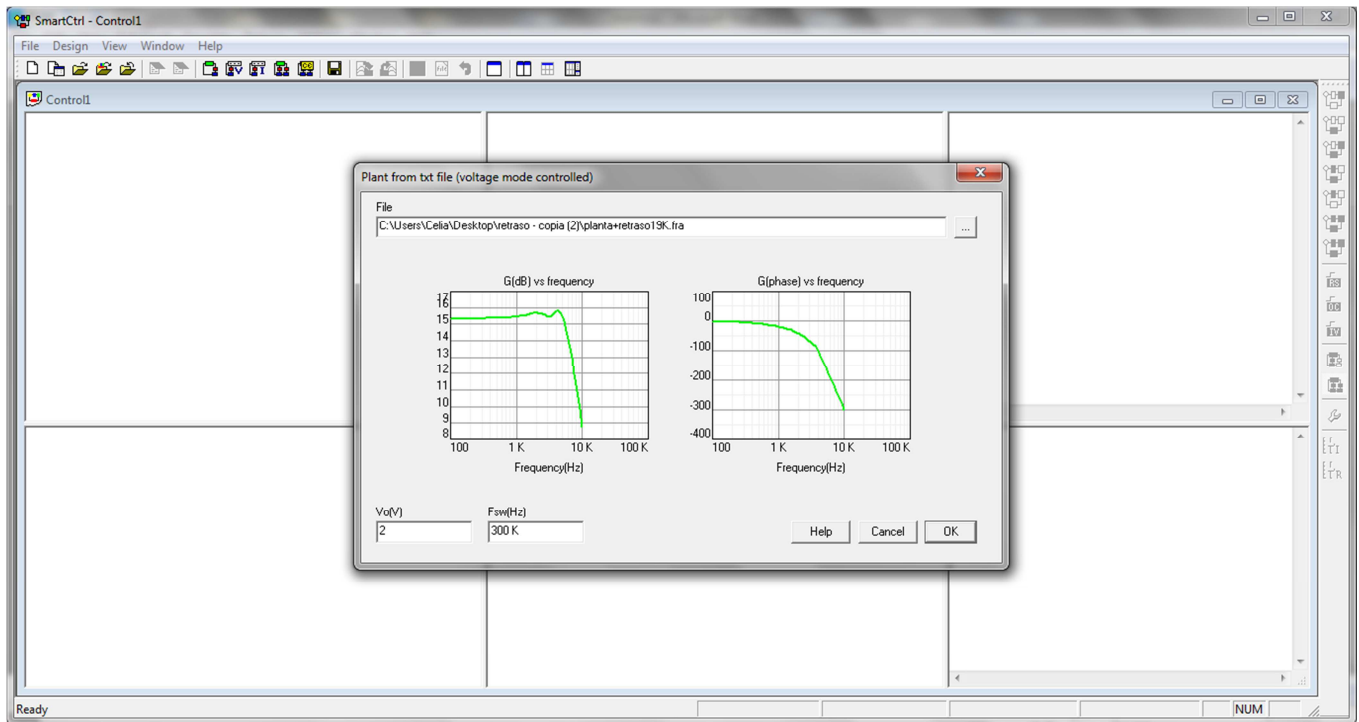 SmartCtrl - Control1
File Design View Window Help
Control1
Plant from txt file (voltage mode controlled)
File
C:\Users\Celia\Desktop\retraso - copia (2)\planta+retraso19K.fra
...
G(dB) vs frequency
17
16
15
14
13
12
11
10
9
8
100 1 K 10 K 100 K
Frequency(Hz)
G(phase) vs frequency
100
0
-100
-200
-300
-400
100 1 K 10 K 100 K
Frequency(Hz)
Vo(V) Fsw(Hz)
2 300 K
Help Cancel OK
Ready NUM